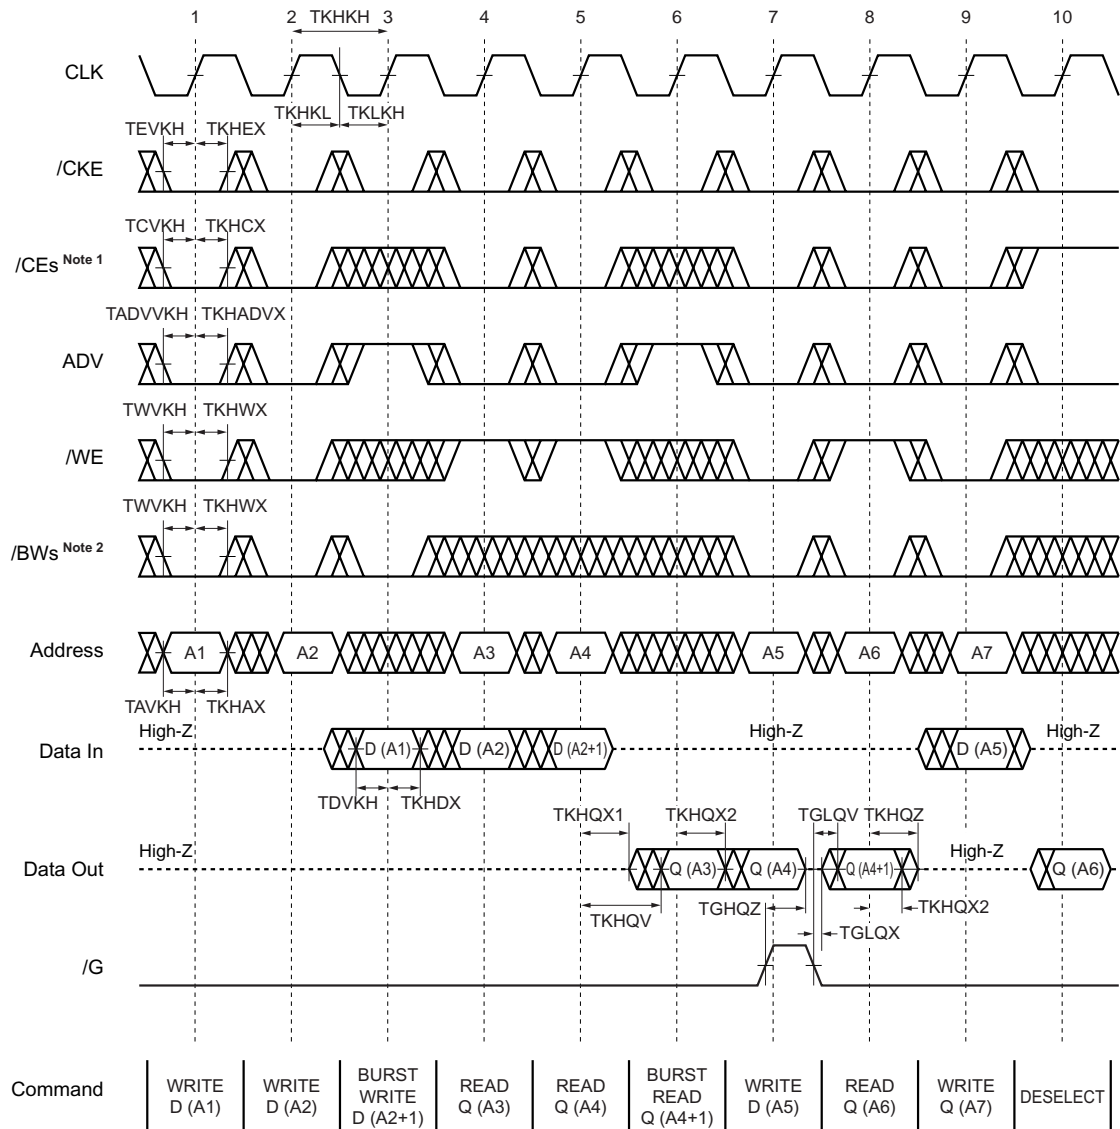 1 2 3 4 5 6 7 8 9 10
TKHKH
CLK
TKHKL TKLKH
TEVKH TKHEX
/CKE
TCVKH TKHCX
/CEs Note 1
TADVVKH TKHADVX
ADV
TWVKH TKHWX
/WE
TWVKH TKHWX
/BWs Note 2
Address A1 A2 A3 A4 A5 A6 A7
TAVKH TKHAX
High-Z High-Z High-Z
Data In D (A1) D (A2) D (A2+1) D (A5)
TDVKH TKHDX
TKHQX1 TKHQX2 TGLQV TKHQZ
High-Z High-Z
Data Out Q (A3) Q (A4) Q (A4+1) Q (A6)
TKHQV TGHQZ TKHQX2
TGLQX
/G
Command
WRITE
D (A1)
WRITE
D (A2)
BURST
WRITE
D (A2+1)
READ
Q (A3)
READ
Q (A4)
BURST
READ
Q (A4+1)
WRITE
D (A5)
READ
Q (A6)
WRITE
Q (A7)
DESELECT